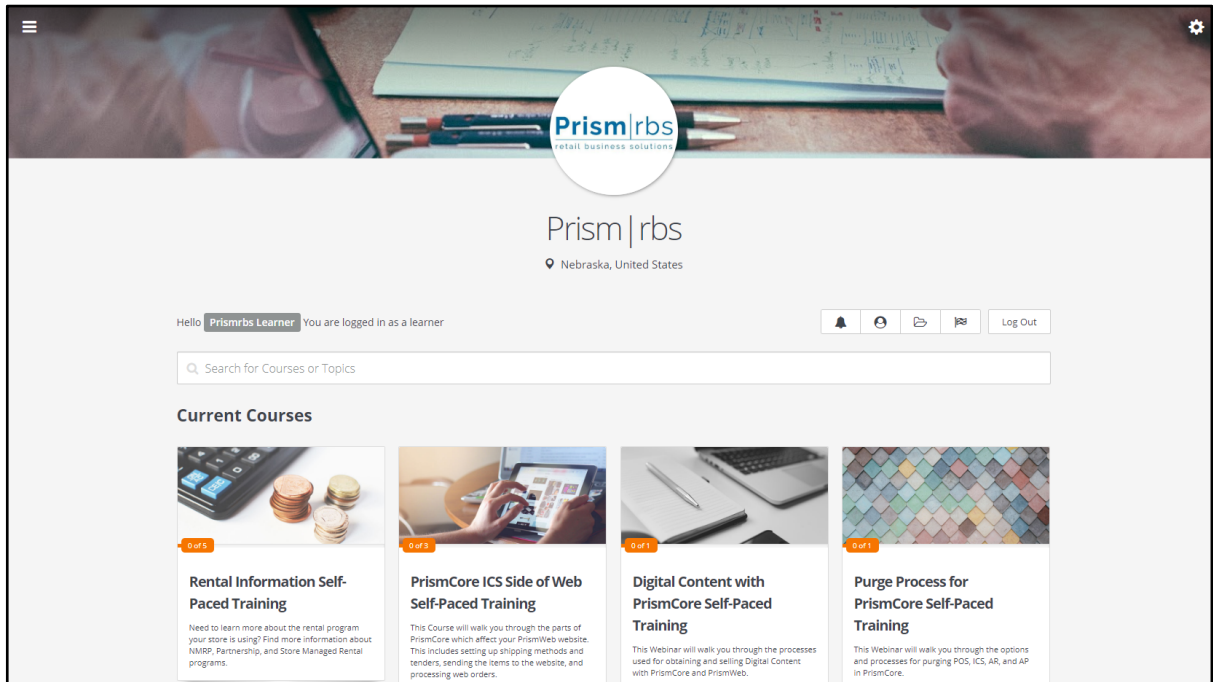 Prism|rbs
retail business solutions
Prism|rbs
Nebraska, United States
Hello Prismrbs Learner You are logged in as a learner
Log Out
Search for Courses or Topics
Current Courses
0 of 5
Rental Information Self-
Paced Training
Need to learn more about the rental program
your store is using? Find more information about
NMRP, Partnership, and Store Managed Rental
programs.
0 of 3
PrismCore ICS Side of Web
Self-Paced Training
This Course will walk you through the parts of
PrismCore which affect your PrismWeb website.
This includes setting up shipping methods and
tenders, sending the items to the website, and
processing web orders.
0 of 1
Digital Content with
PrismCore Self-Paced
Training
This Webinar will walk you through the processes
used for obtaining and selling Digital Content
with PrismCore and PrismWeb.
0 of 1
Purge Process for
PrismCore Self-Paced
Training
This Webinar will walk you through the options
and processes for purging POS, ICS, AR, and AP
in PrismCore.